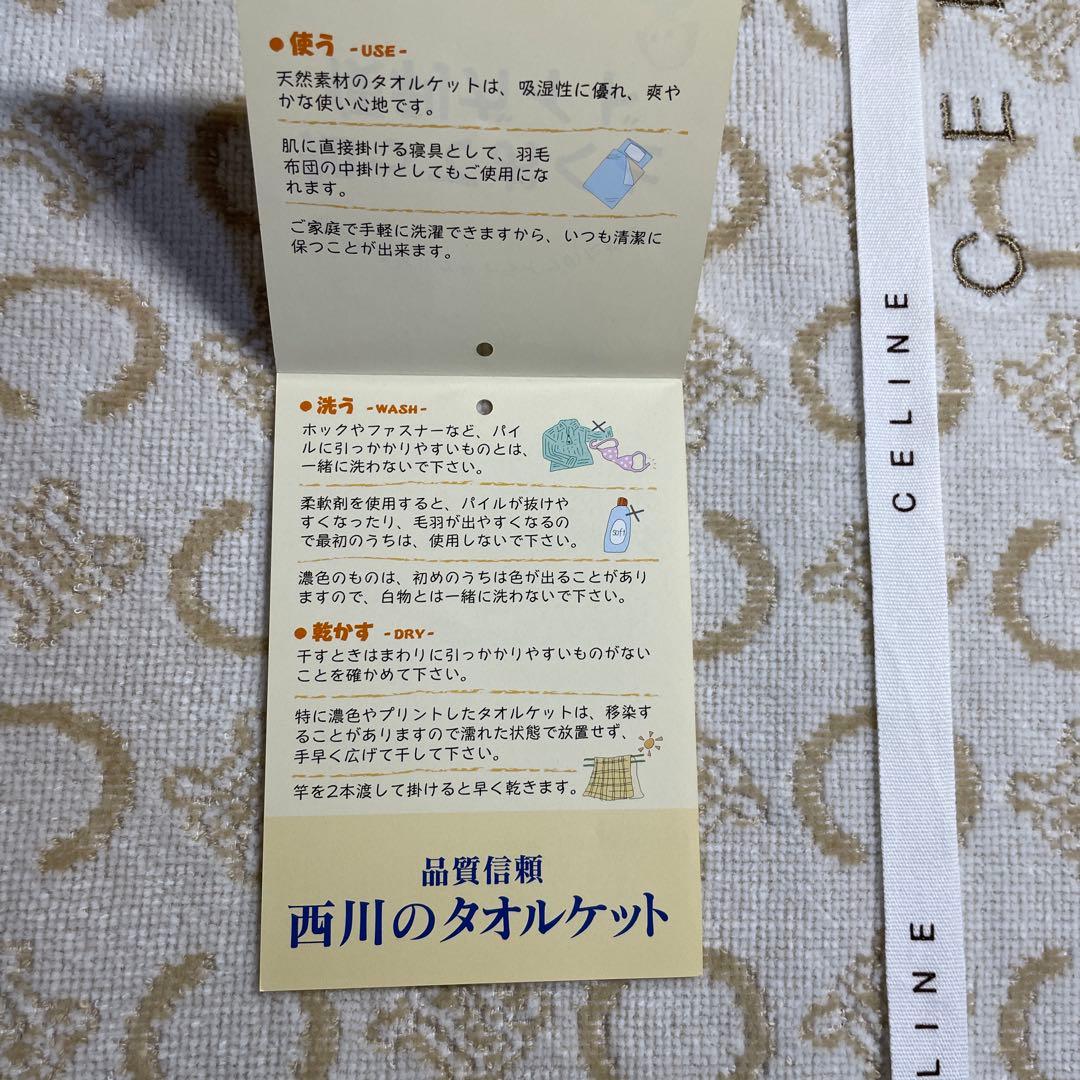 ●使う -USE-
天然素材のタオルケットは、吸湿性に優れ、爽や
かな使い心地です。
肌に直接掛ける寝具として、羽毛
布団の中掛けとしてもご使用にな
れます。
ご家庭で手軽に洗濯できますから、いつも清潔に
保つことが出来ます。
●洗う -WASH-
ホックやファスナーなど、パイ
ルに引っかかりやすいものとは、
一緒に洗わないで下さい。
柔軟剤を使用すると、パイルが抜けや
すくなったり、毛羽が出やすくなるの
で最初のうちは、使用しないで下さい。
soft
濃色のものは、初めのうちは色が出ることがあり
ますので、白物とは一緒に洗わないで下さい。
●乾かす -DRY-
干すときはまわりに引っかかりやすいものがない
ことを確かめて下さい。
特に濃色やプリントしたタオルケットは、移染す
ることがありますので濡れた状態で放置せず、
手早く広げて干して下さい。
竿を2本渡して掛けると早く乾きます。
品質信頼
西川のタオルケット
CELINE
LINE
CE